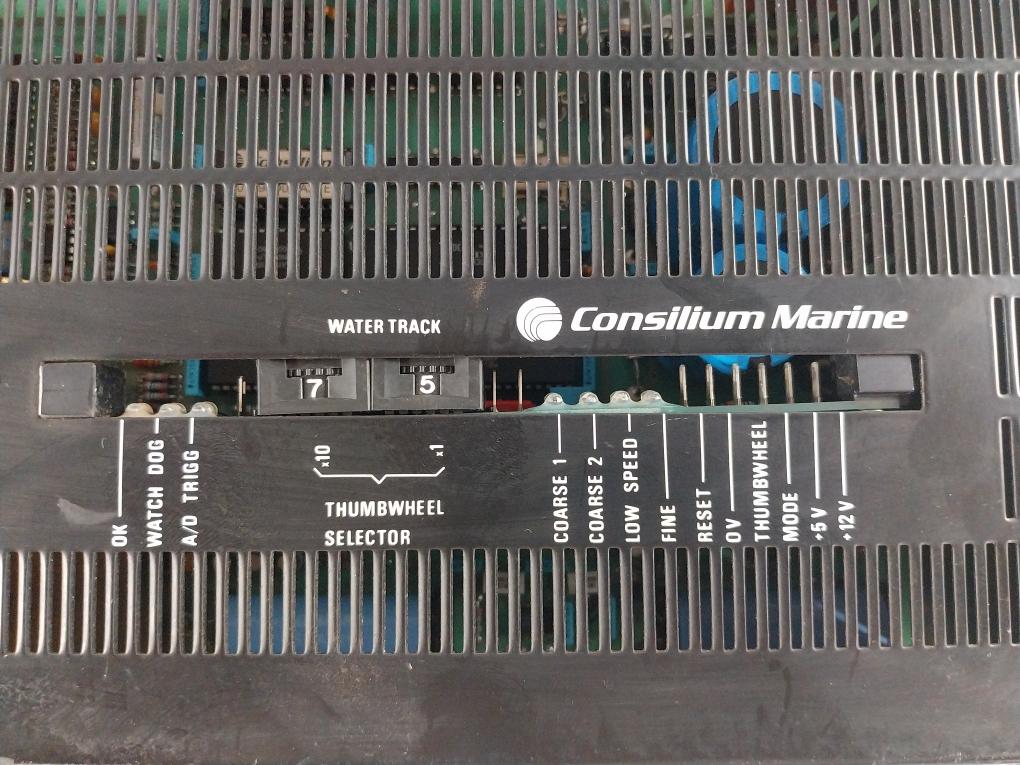 Consilium Marine
WATER TRACK
7
5
OK
WATCH DOG
A/D TRIGG
x10
x1
THUMBWHEEL
SELECTOR
COARSE 1
COARSE 2
LOW SPEED
FINE
RESET
0V
THUMBWHEEL
MODE
+5V
+12V